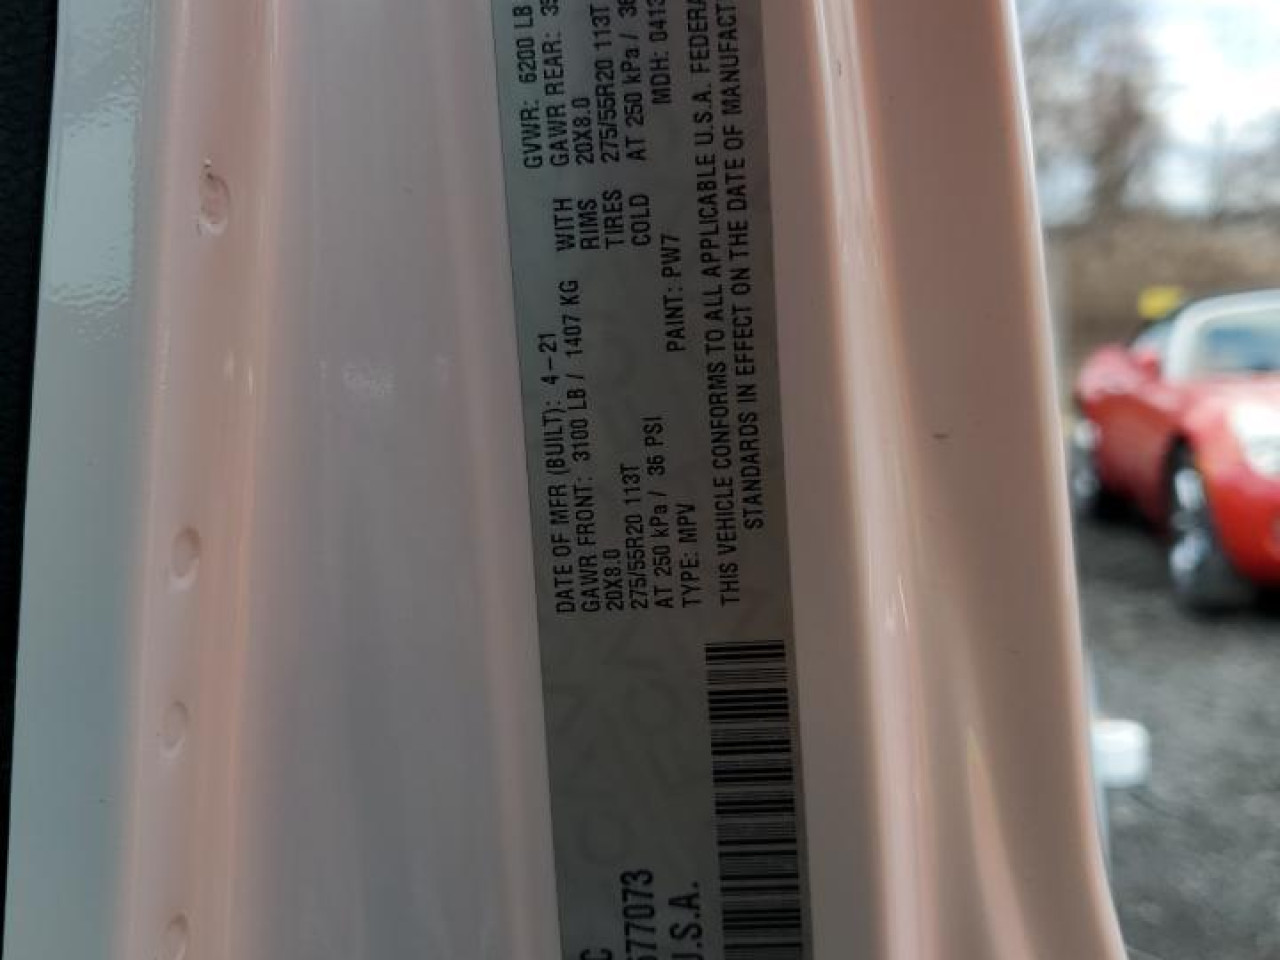 DATE OF MFR (BUILT): 4-21 GVWR: 6200 LB
GAWR FRONT: 3100 LB / 1407 KG WITH GAWR REAR:
20X8.0 RIMS 20X8.0
275/55R20 113T TIRES 275/55R20 113T
AT 250 kPa / 36 PSI COLD AT 250 kPa /
TYPE: MPV PAINT: PW7 MDH: 0413
THIS VEHICLE CONFORMS TO ALL APPLICABLE U.S.A. FEDERA
STANDARDS IN EFFECT ON THE DATE OF MANUFACT
C
577073
U.S.A.